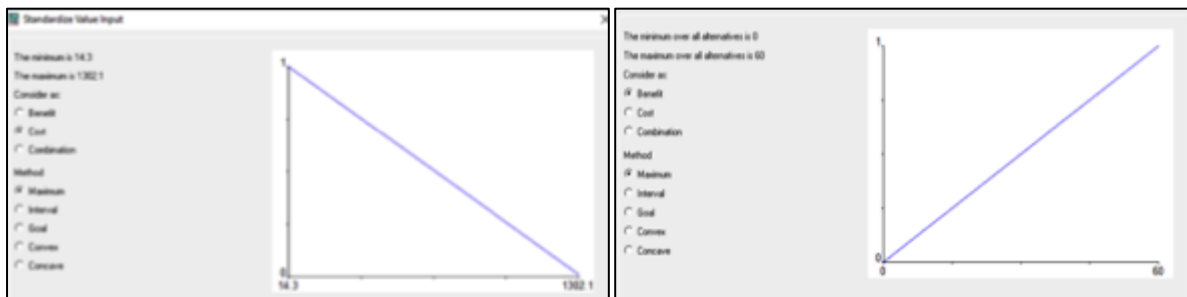 Standardize Value Input
The minimum is 14.3
The maximum is 1302.1
Consider as:
Benefit
Cost
Combination
Method
Maximum
Interval
Goal
Convex
Concave
1
0
14.3
1302.1
The minimum over all alternatives is 0
The maximum over all alternatives is 60
Consider as:
Benefit
Cost
Combination
Method
Maximum
Interval
Goal
Convex
Concave
1
0
0
60